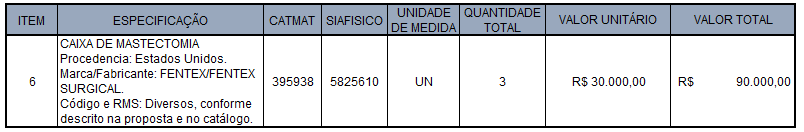 ITEM ESPECIFICAÇÃO CATMAT SIAFISICO UNIDADE DE MEDIDA QUANTIDADE TOTAL VALOR UNITÁRIO VALOR TOTAL
6
CAIXA DE MASTECTOMIA
Procedencia: Estados Unidos.
Marca/Fabricante: FENTEX/FENTEX
SURGICAL.
Código e RMS: Diversos, conforme
descrito na proposta e no catálogo.
395938 5825610 UN 3 R$ 30.000,00 R$ 90.000,00